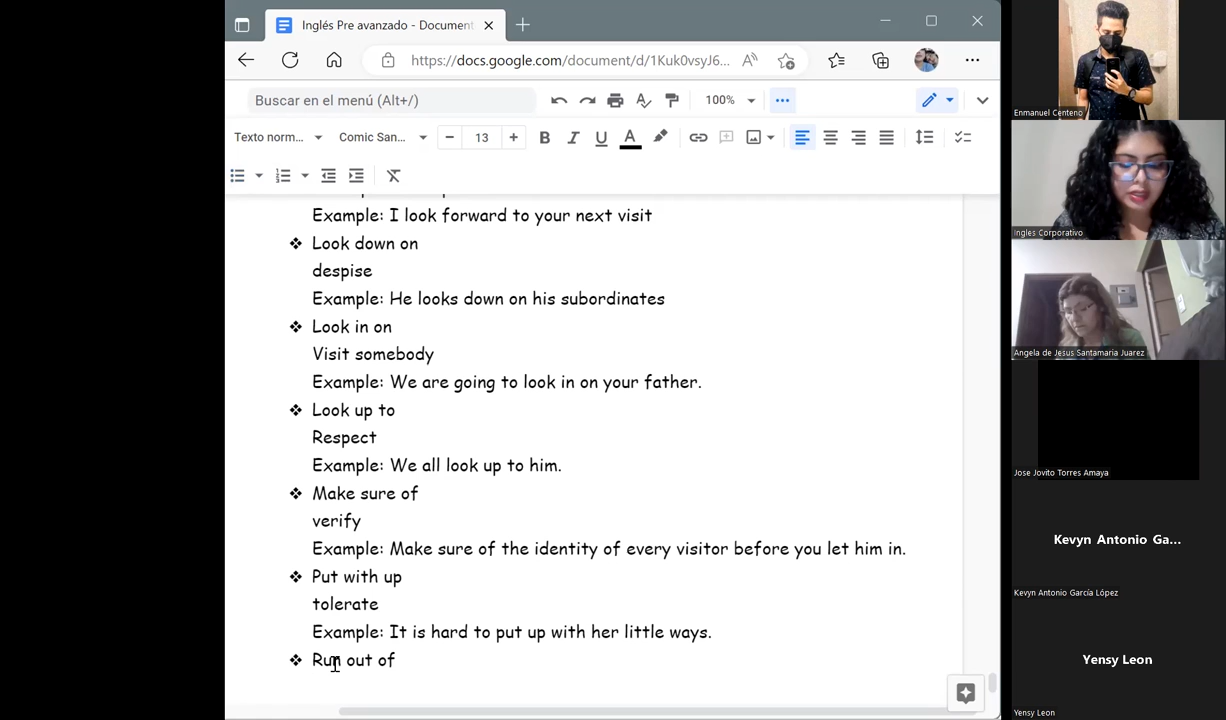 Inglés Pre avanzado - Document
https://docs.google.com/document/d/1Kuk0vsyJ6...
Buscar en el menú (Alt+/)
100%
Texto norm...
Comic San...
13
Example: I look forward to your next visit
❖ Look down on
despise
Example: He looks down on his subordinates
❖ Look in on
Visit somebody
Example: We are going to look in on your father.
❖ Look up to
Respect
Example: We all look up to him.
❖ Make sure of
verify
Example: Make sure of the identity of every visitor before you let him in.
❖ Put with up
tolerate
Example: It is hard to put up with her little ways.
❖ Run out of
Enmanuel Centeno
Ingles Corporativo
Angela de Jesus Santamaria Juarez
Jose Jovito Torres Amaya
Kevyn Antonio Ga...
Kevyn Antonio García López
Yensy Leon
Yensy Leon